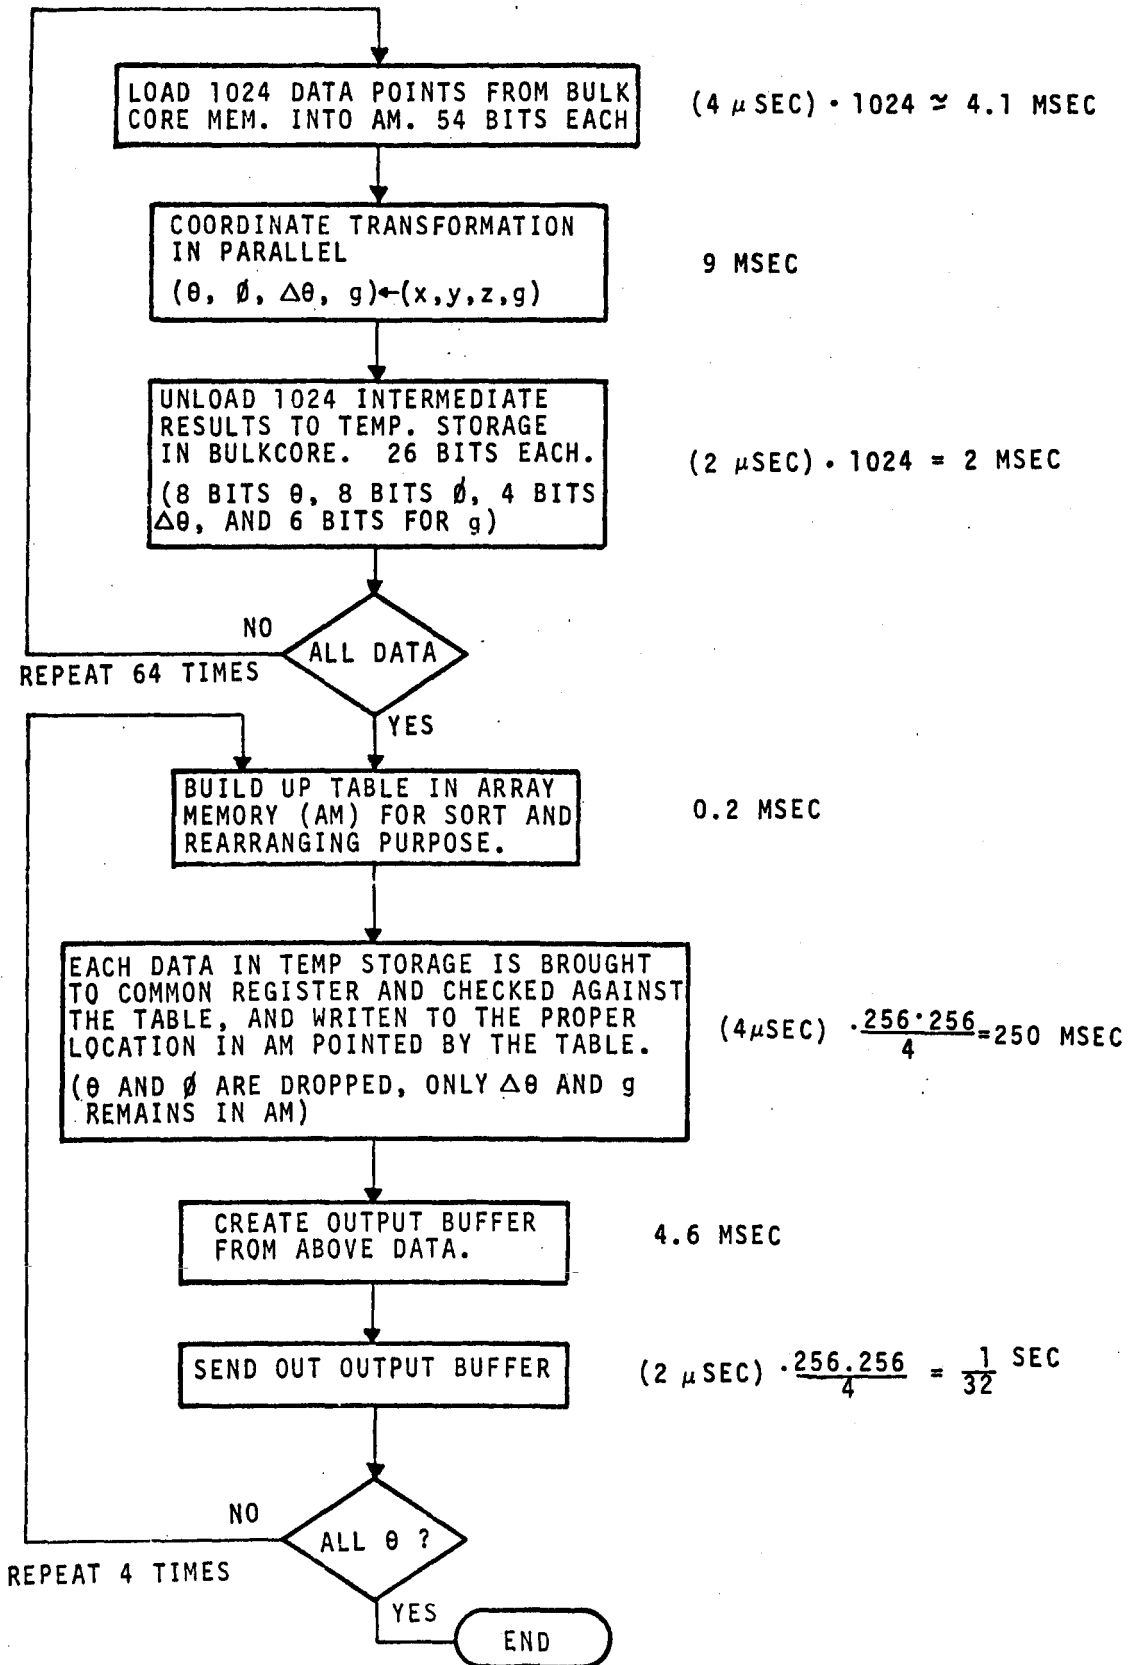 LOAD 1024 DATA POINTS FROM BULK
CORE MEM. INTO AM. 54 BITS EACH
(4 μSEC) · 1024 ≃ 4.1 MSEC
COORDINATE TRANSFORMATION
IN PARALLEL
(θ, ø, Δθ, g)←(x,y,z,g)
9 MSEC
UNLOAD 1024 INTERMEDIATE
RESULTS TO TEMP. STORAGE
IN BULKCORE. 26 BITS EACH.
(8 BITS θ, 8 BITS ø, 4 BITS
Δθ, AND 6 BITS FOR g)
(2 μSEC) · 1024 = 2 MSEC
ALL DATA
NO
REPEAT 64 TIMES
YES
BUILD UP TABLE IN ARRAY
MEMORY (AM) FOR SORT AND
REARRANGING PURPOSE.
0.2 MSEC
EACH DATA IN TEMP STORAGE IS BROUGHT
TO COMMON REGISTER AND CHECKED AGAINST
THE TABLE, AND WRITEN TO THE PROPER
LOCATION IN AM POINTED BY THE TABLE.
(θ AND ø ARE DROPPED, ONLY Δθ AND g
REMAINS IN AM)
(4μSEC) ·256·256/4=250 MSEC
CREATE OUTPUT BUFFER
FROM ABOVE DATA.
4.6 MSEC
SEND OUT OUTPUT BUFFER
(2 μSEC) ·256.256/4 = 1/32 SEC
NO
ALL θ ?
REPEAT 4 TIMES
YES
END